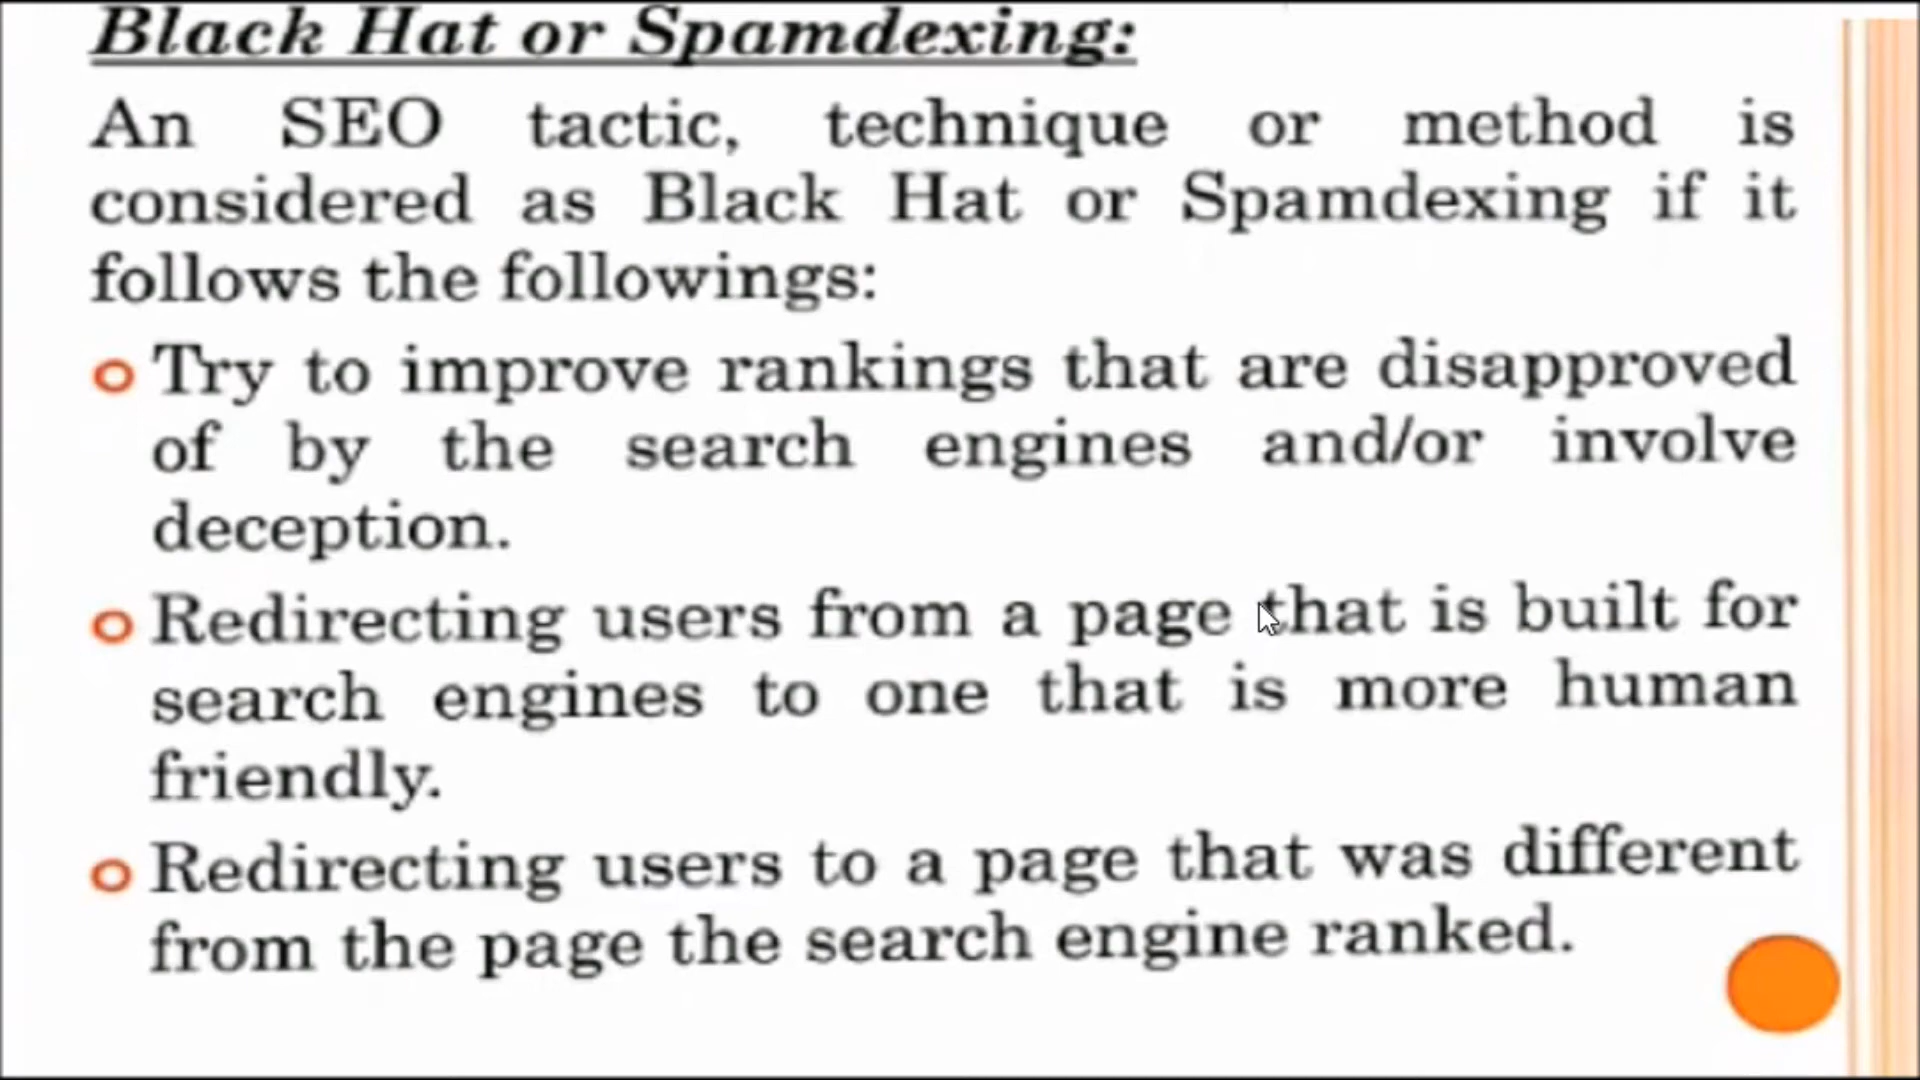 Black Hat or Spamdexing:
An SEO tactic, technique or method is
considered as Black Hat or Spamdexing if it
follows the followings:
Try to improve rankings that are disapproved
of by the search engines and/or involve
deception.
Redirecting users from a page that is built for
search engines to one that is more human
friendly.
Redirecting users to a page that was different
from the page the search engine ranked.